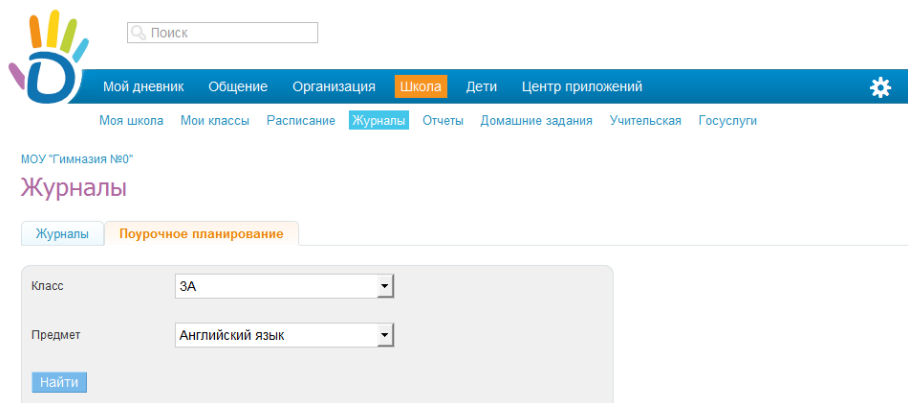 Поиск
Мой дневник Общение Организация Школа Дети Центр приложений
Моя школа Мои классы Расписание Журналы Отчеты Домашние задания Учительская Госуслуги
МОУ "Гимназия №0"
Журналы
Журналы Поурочное планирование
Класс 3А
Предмет Английский язык
Найти